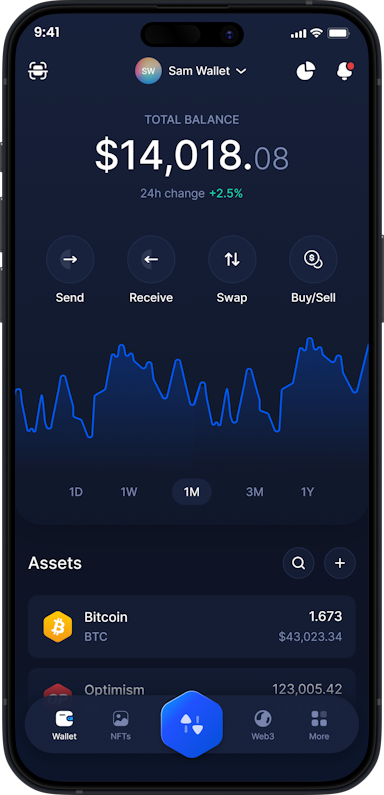 9:41
SW Sam Wallet
TOTAL BALANCE
$14,018.08
24h change +2.5%
Send Receive Swap Buy/Sell
1D 1W 1M 3M 1Y
Assets
Bitcoin 1.673
BTC $43,023.34
Optimism 123,005.42
Wallet NFTs Web3 More